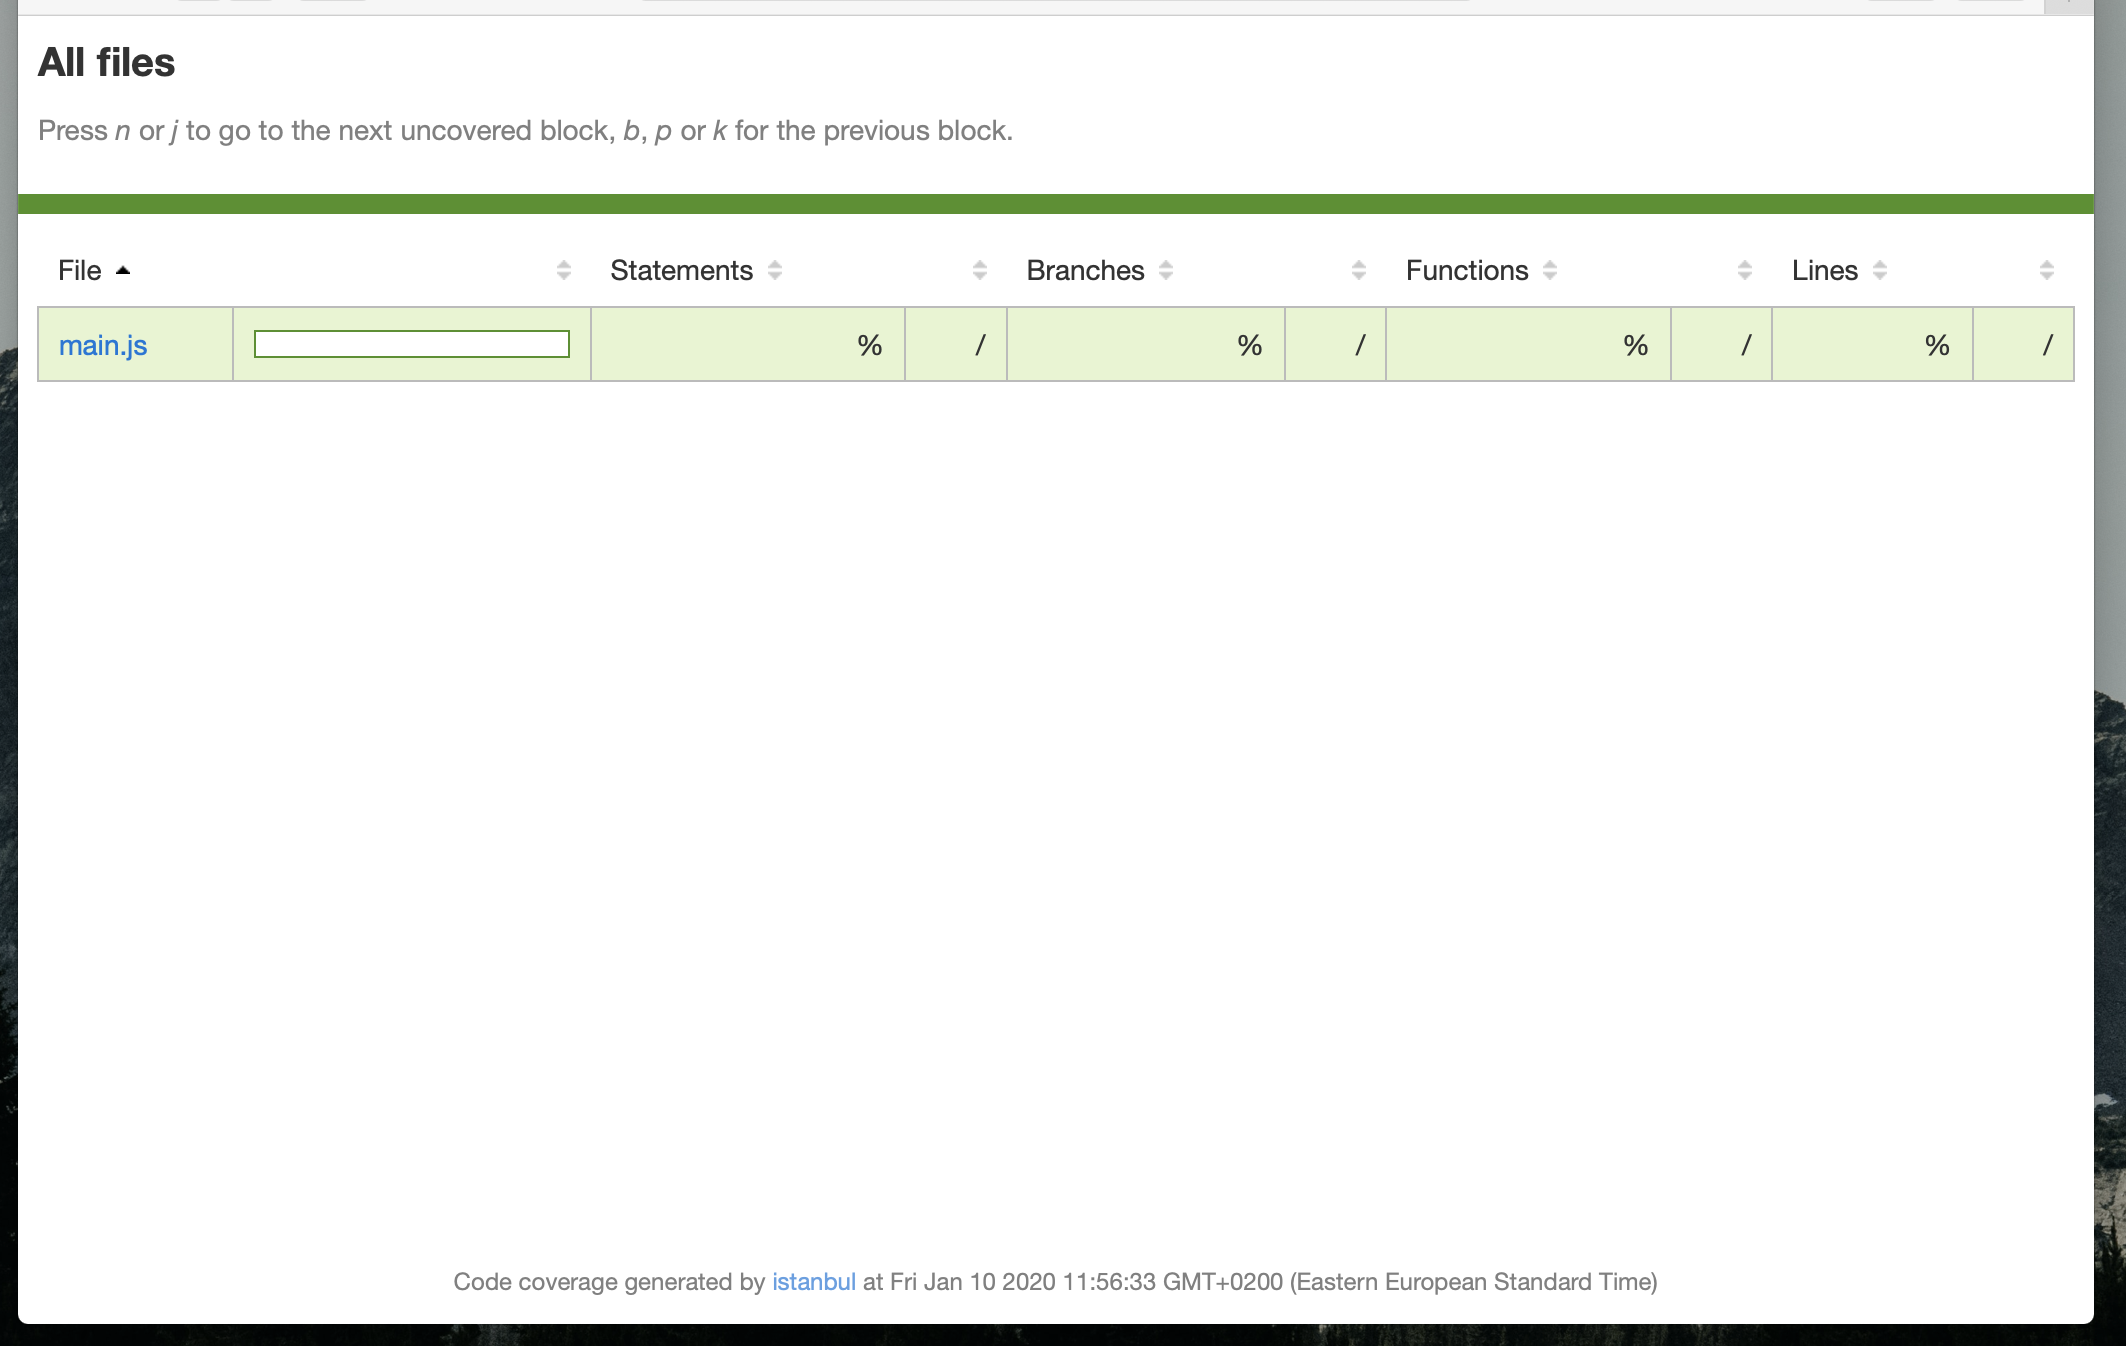 All files
Press n or j to go to the next uncovered block, b, p or k for the previous block.
File Statements Branches Functions Lines
main.js % / % / % / % /
Code coverage generated by istanbul at Fri Jan 10 2020 11:56:33 GMT+0200 (Eastern European Standard Time)